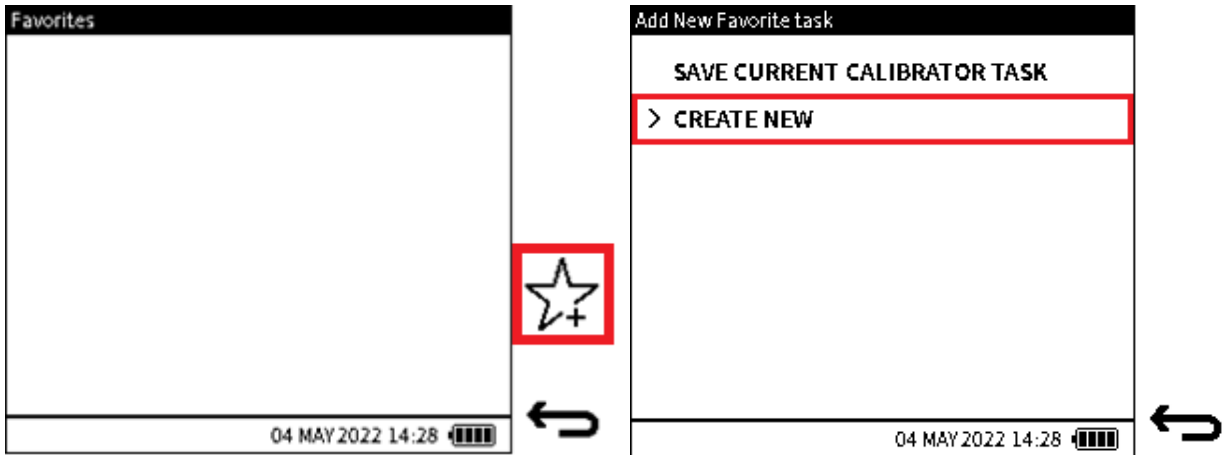 Favorites
04 MAY 2022 14:28
Add New Favorite task
SAVE CURRENT CALIBRATOR TASK
> CREATE NEW
04 MAY 2022 14:28